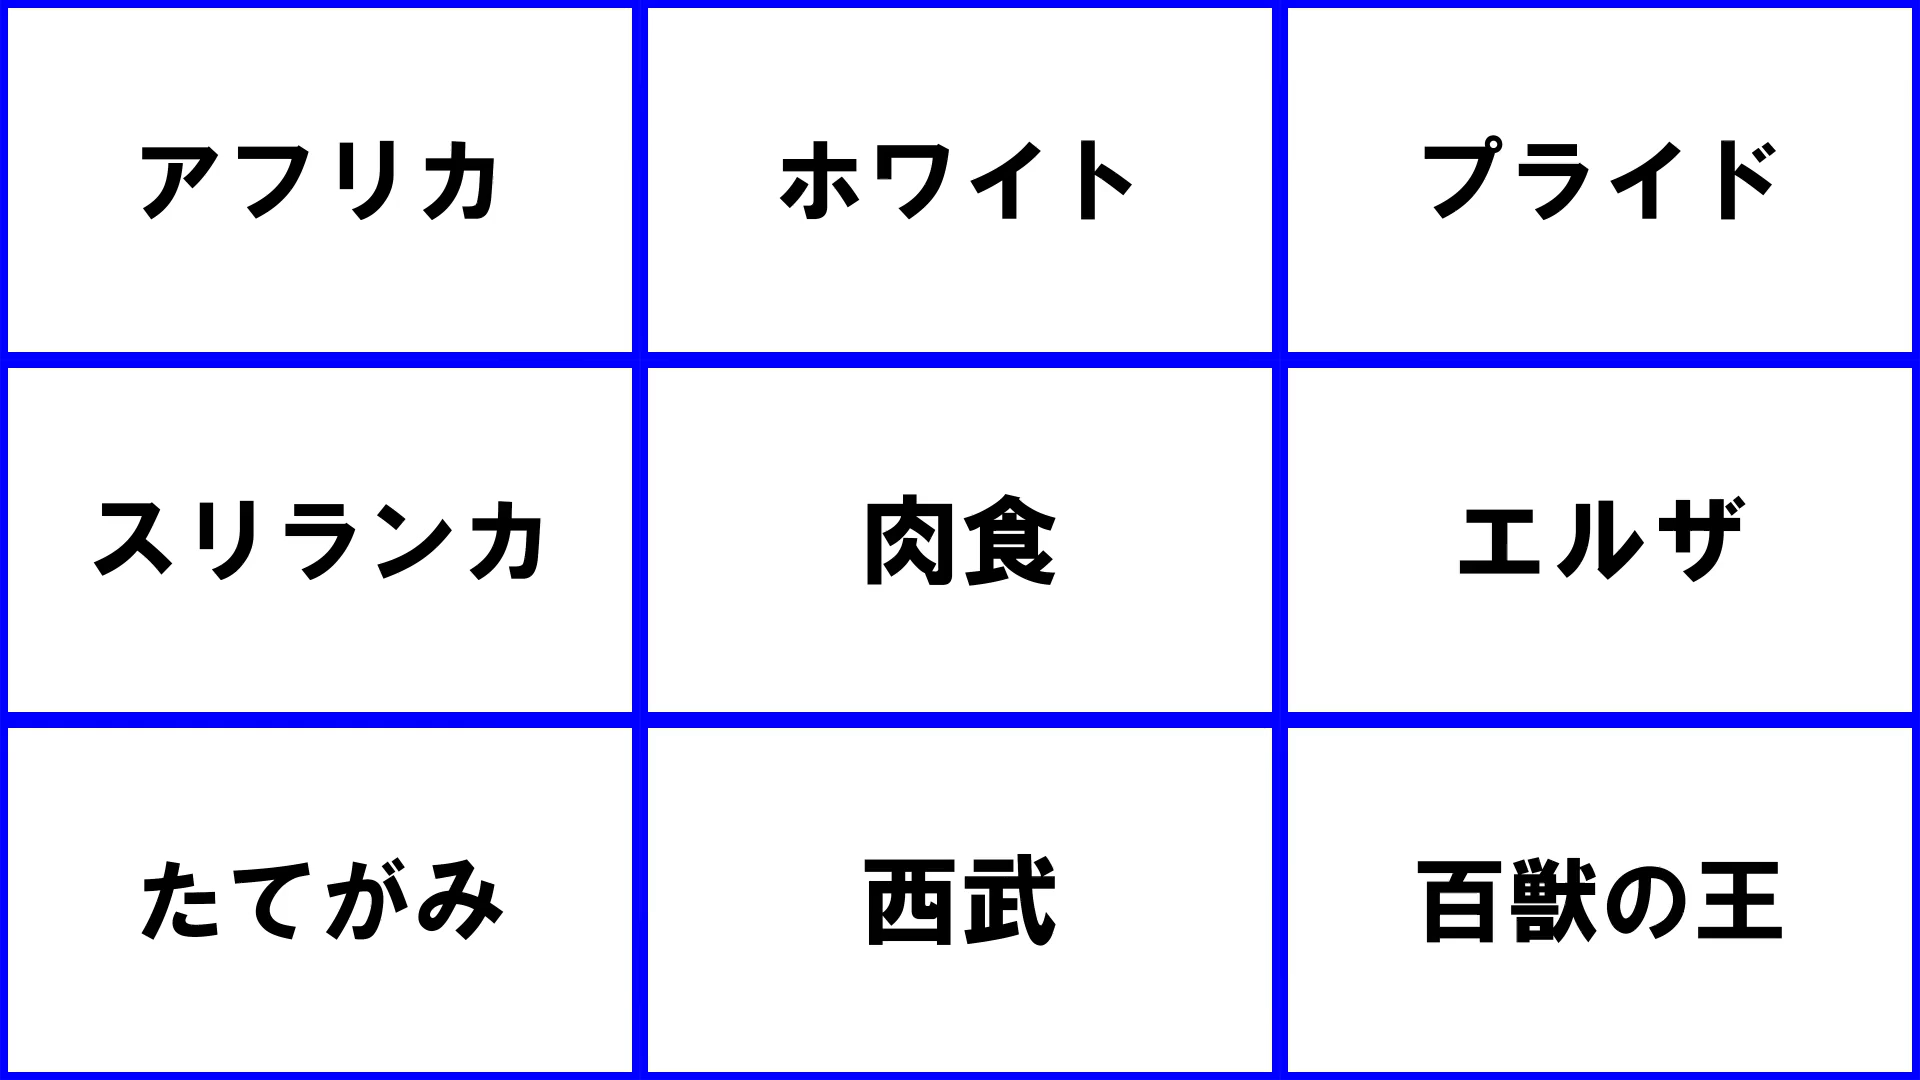 アフリカ
ホワイト
プライド
スリランカ
肉食
エルザ
たてがみ
西武
百獣の王